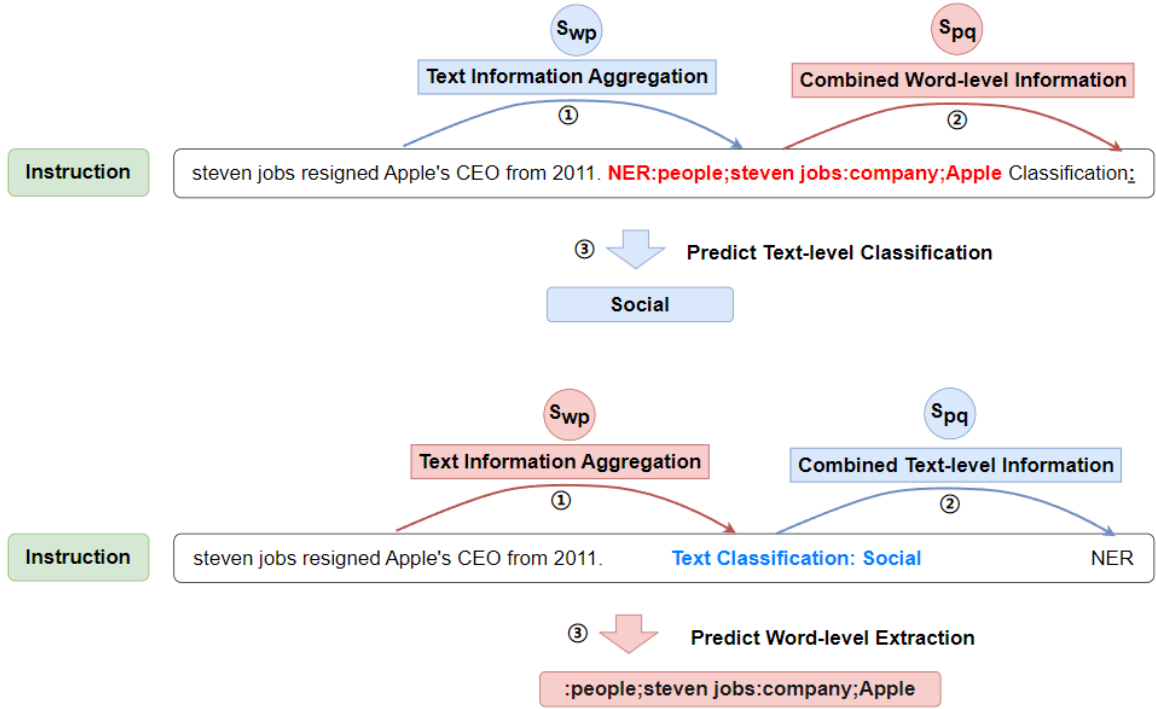 Swp
Spq
Text Information Aggregation
Combined Word-level Information
①
②
Instruction
steven jobs resigned Apple's CEO from 2011. NER:people;steven jobs:company;Apple Classification:
③
Predict Text-level Classification
Social
Swp
Spq
Text Information Aggregation
Combined Text-level Information
①
②
Instruction
steven jobs resigned Apple's CEO from 2011. Text Classification: Social NER
③
Predict Word-level Extraction
:people;steven jobs:company;Apple